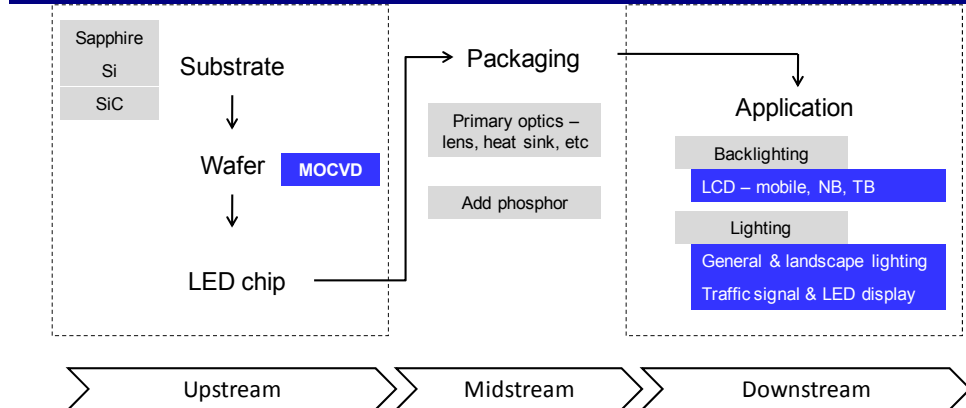 Sapphire
Si
SiC
Substrate
Wafer
MOCVD
LED chip
Packaging
Primary optics –
lens, heat sink, etc
Add phosphor
Application
Backlighting
LCD – mobile, NB, TB
Lighting
General & landscape lighting
Traffic signal & LED display
Upstream
Midstream
Downstream